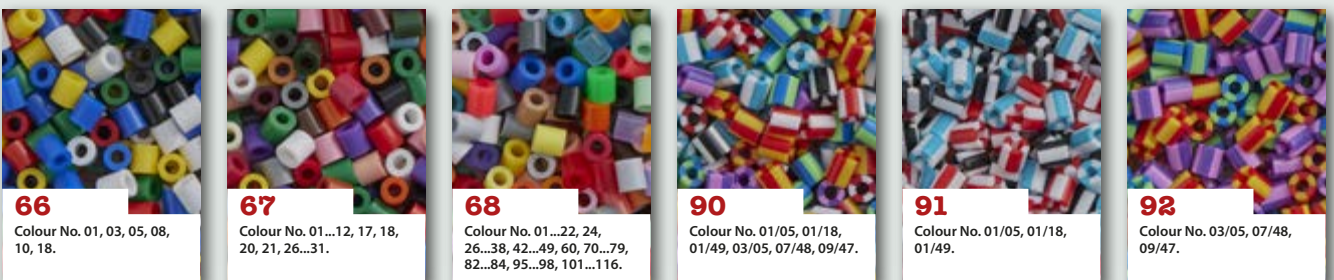 66
Colour No. 01, 03, 05, 08,
10, 18.
67
Colour No. 01...12, 17, 18,
20, 21, 26...31.
68
Colour No. 01...22, 24,
26...38, 42...49, 60, 70...79,
82...84, 95...98, 101...116.
90
Colour No. 01/05, 01/18,
01/49, 03/05, 07/48, 09/47.
91
Colour No. 01/05, 01/18,
01/49.
92
Colour No. 03/05, 07/48,
09/47.